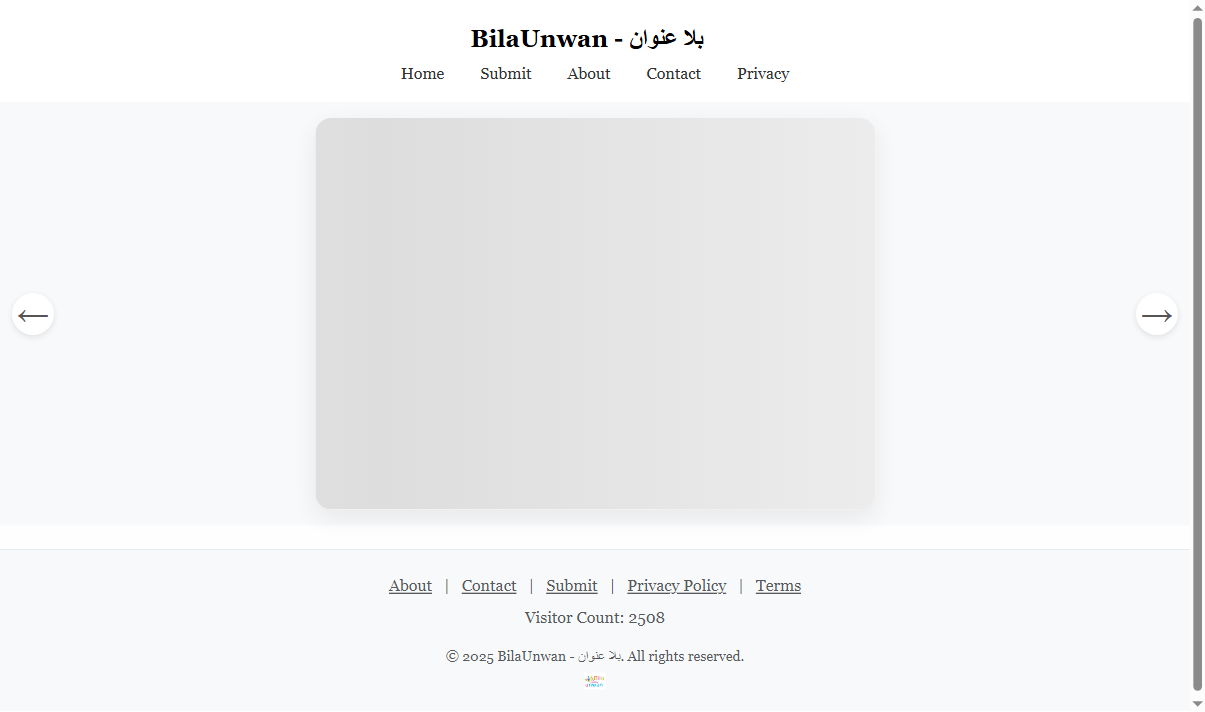 BilaUnwan - بلا عنوان
Home Submit About Contact Privacy
←
→
About | Contact | Submit | Privacy Policy | Terms
Visitor Count: 2508
© 2025 BilaUnwan - بلا عنوان. All rights reserved.